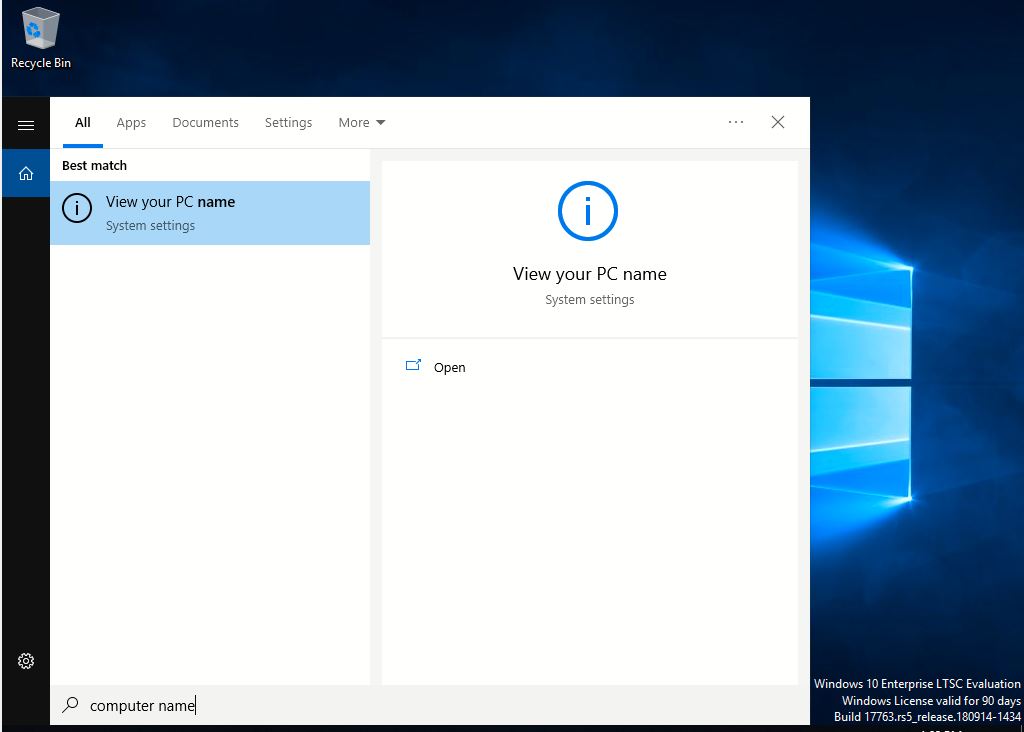 Recycle Bin
All Apps Documents Settings More
Best match
View your PC name
System settings
View your PC name
System settings
Open
computer name
Windows 10 Enterprise LTSC Evaluation
Windows License valid for 90 days
Build 17763.rs5_release.180914-1434